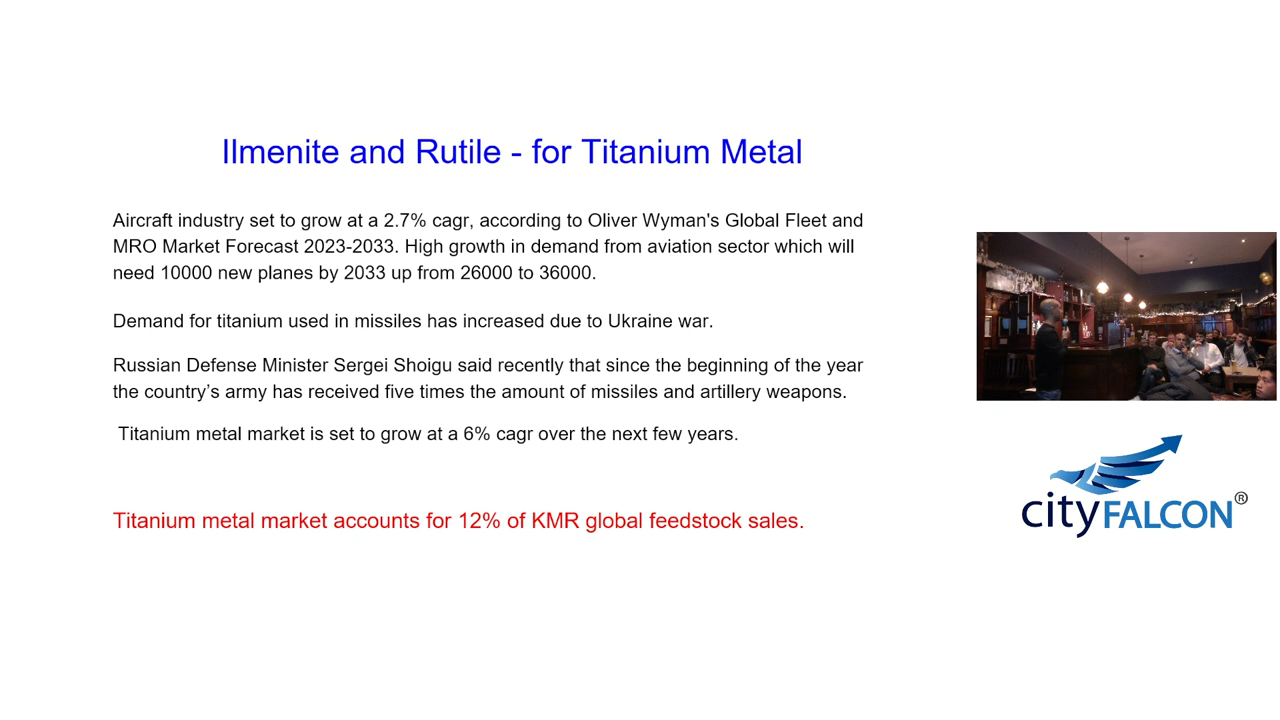 Ilmenite and Rutile - for Titanium Metal
Aircraft industry set to grow at a 2.7% cagr, according to Oliver Wyman's Global Fleet and
MRO Market Forecast 2023-2033. High growth in demand from aviation sector which will
need 10000 new planes by 2033 up from 26000 to 36000.
Demand for titanium used in missiles has increased due to Ukraine war.
Russian Defense Minister Sergei Shoigu said recently that since the beginning of the year
the country’s army has received five times the amount of missiles and artillery weapons.
Titanium metal market is set to grow at a 6% cagr over the next few years.
Titanium metal market accounts for 12% of KMR global feedstock sales.
cityFALCON®